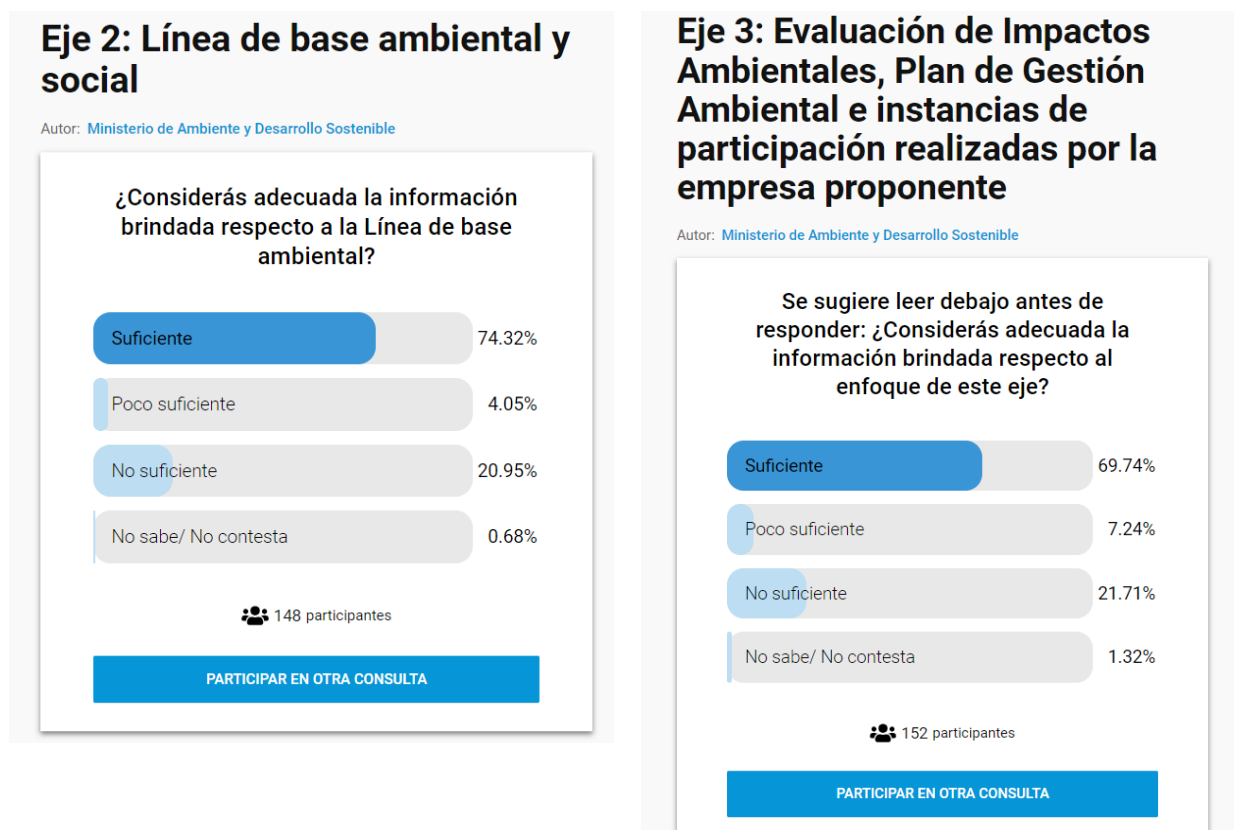 Eje 2: Línea de base ambiental y
social
Autor: Ministerio de Ambiente y Desarrollo Sostenible
¿Considerás adecuada la información
brindada respecto a la Línea de base
ambiental?
Suficiente 74.32%
Poco suficiente 4.05%
No suficiente 20.95%
No sabe/ No contesta 0.68%
148 participantes
PARTICIPAR EN OTRA CONSULTA
Eje 3: Evaluación de Impactos
Ambientales, Plan de Gestión
Ambiental e instancias de
participación realizadas por la
empresa proponente
Autor: Ministerio de Ambiente y Desarrollo Sostenible
Se sugiere leer debajo antes de
responder: ¿Considerás adecuada la
información brindada respecto al
enfoque de este eje?
Suficiente 69.74%
Poco suficiente 7.24%
No suficiente 21.71%
No sabe/ No contesta 1.32%
152 participantes
PARTICIPAR EN OTRA CONSULTA